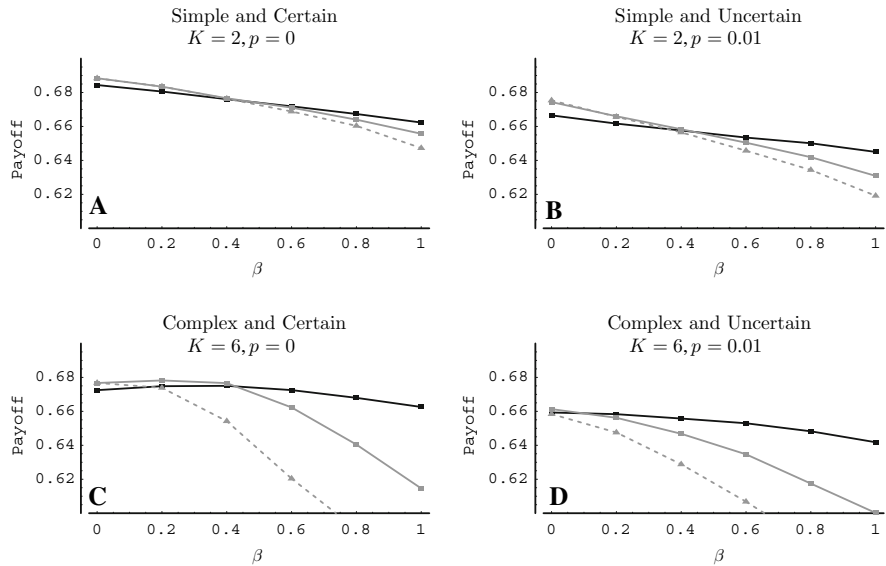 Simple and Certain
K = 2, p = 0
Payoff
0.68
0.66
0.64
0.62
A
0 0.2 0.4 0.6 0.8 1
β
Simple and Uncertain
K = 2, p = 0.01
Payoff
0.68
0.66
0.64
0.62
B
0 0.2 0.4 0.6 0.8 1
β
Complex and Certain
K = 6, p = 0
Payoff
0.68
0.66
0.64
0.62
C
0 0.2 0.4 0.6 0.8 1
β
Complex and Uncertain
K = 6, p = 0.01
Payoff
0.68
0.66
0.64
0.62
D
0 0.2 0.4 0.6 0.8 1
β